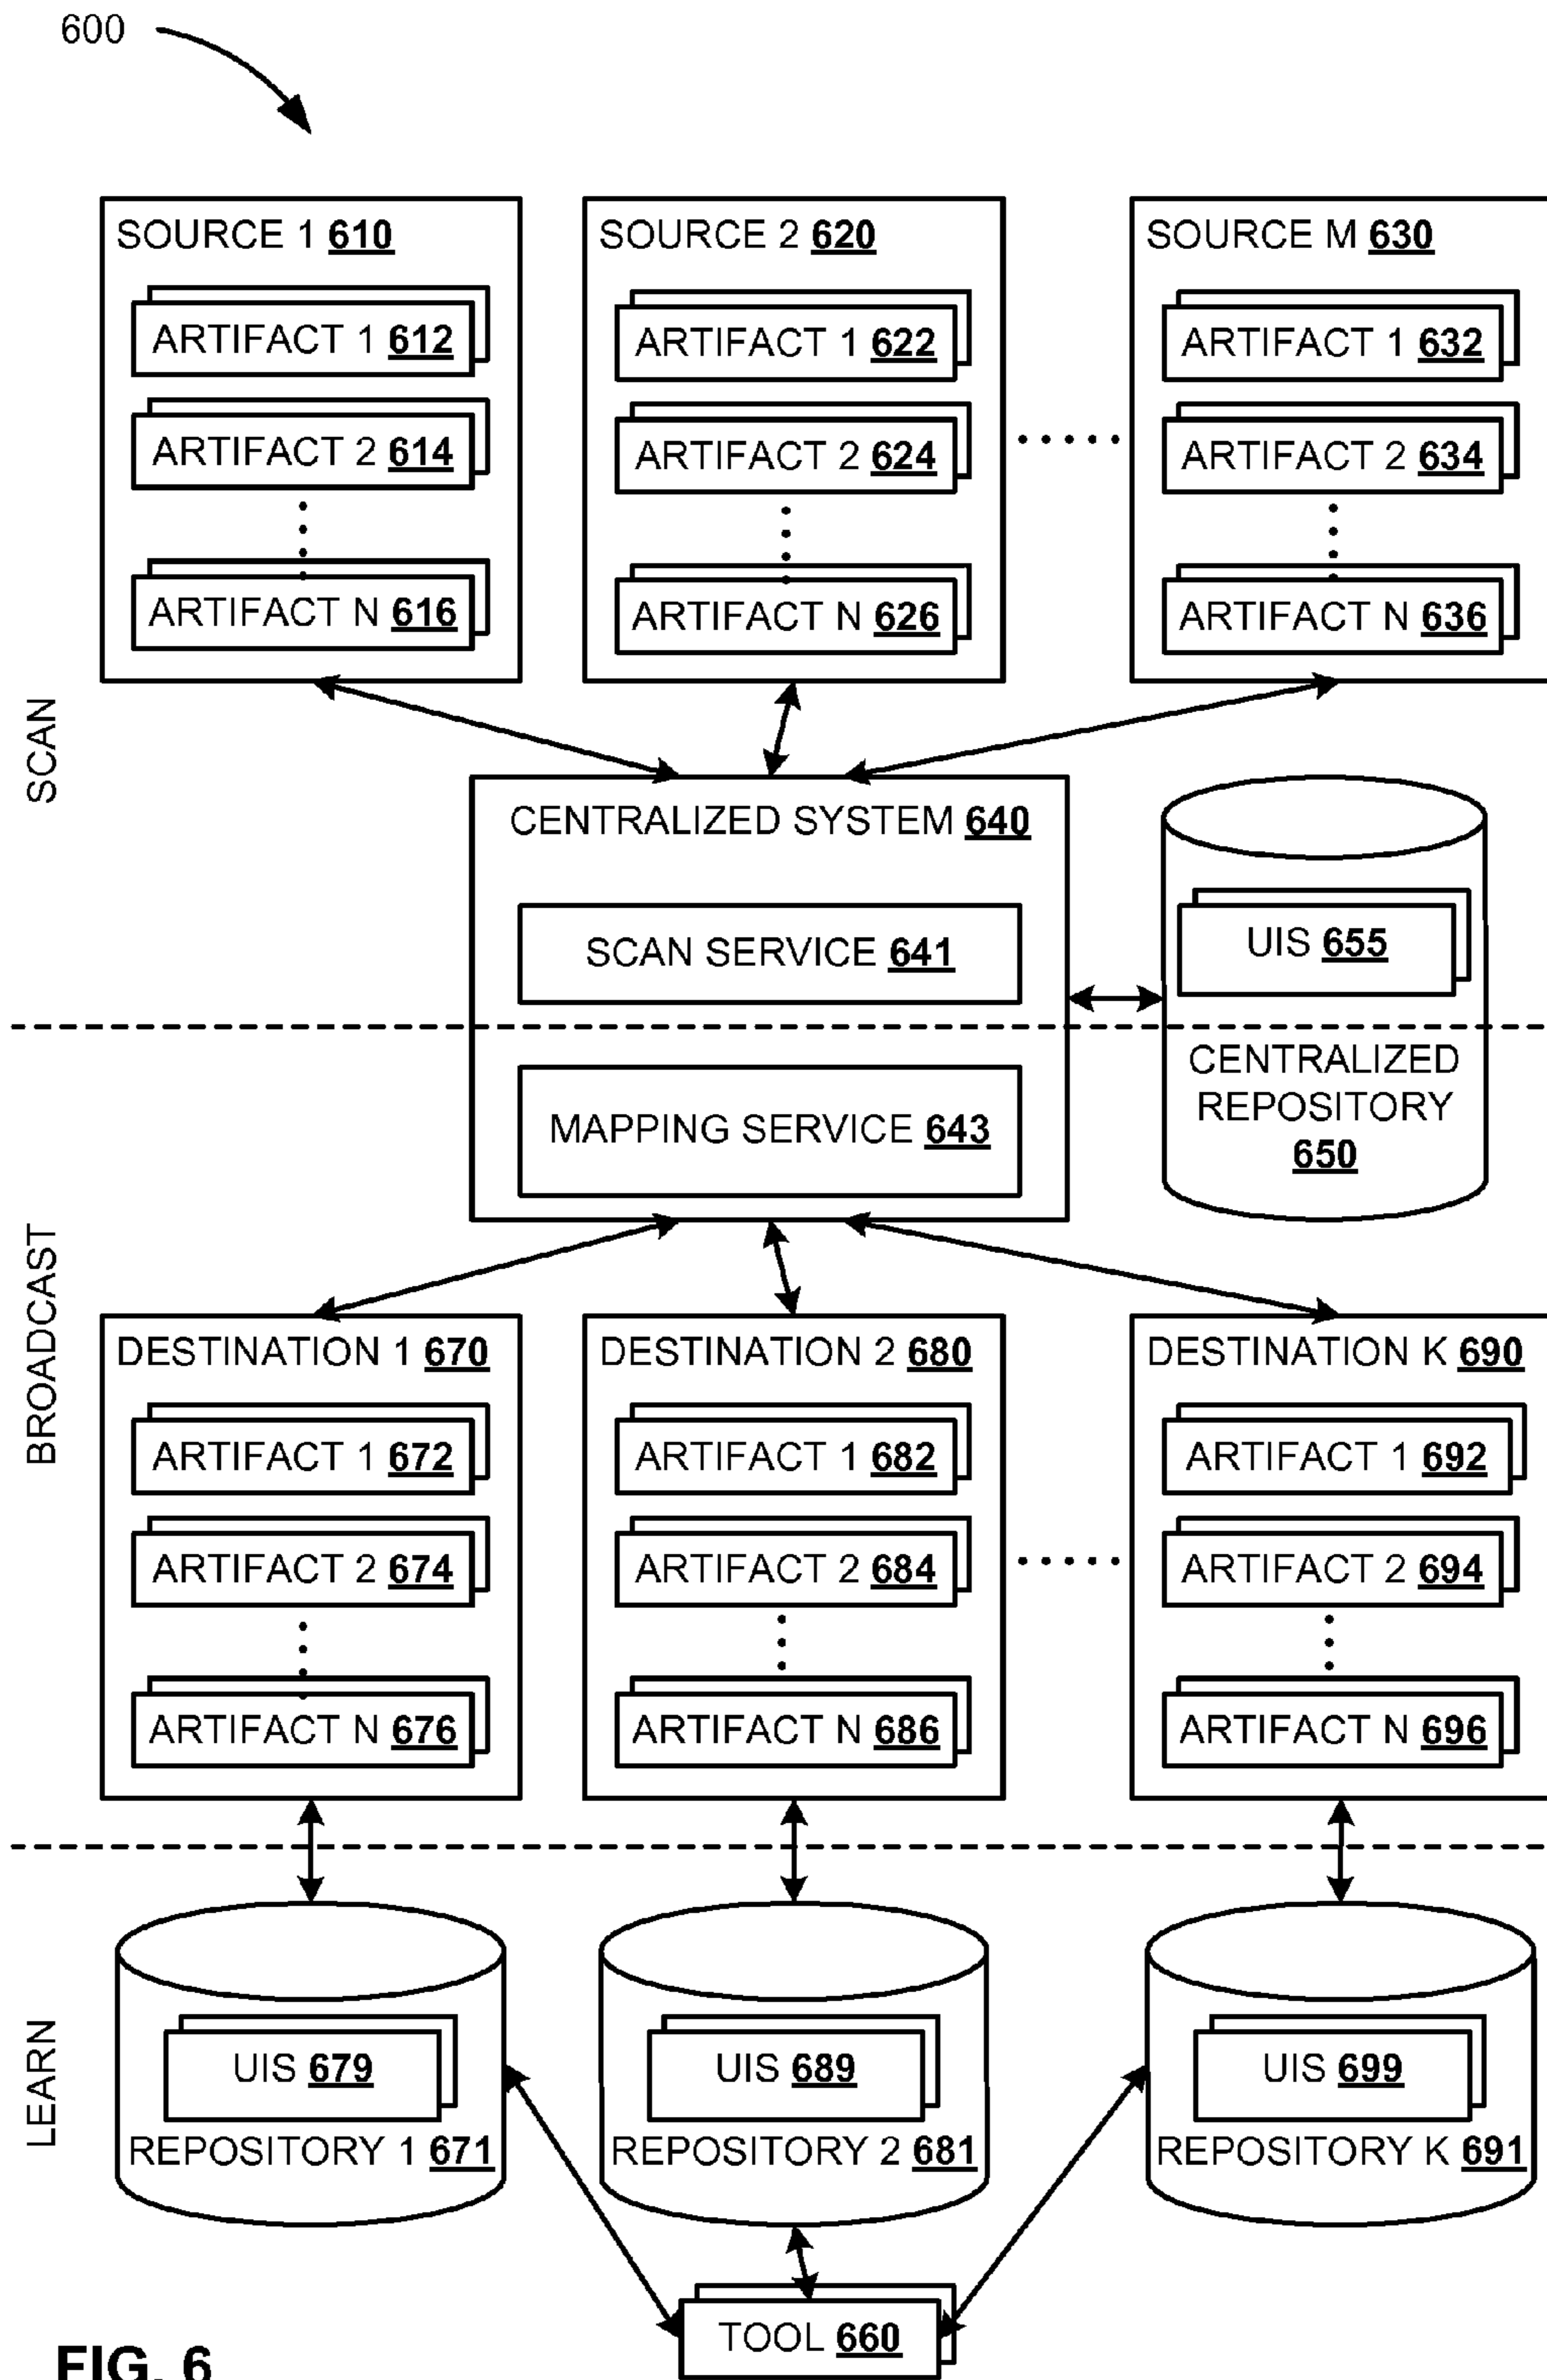 600
SOURCE 1 610
ARTIFACT 1 612
ARTIFACT 2 614
ARTIFACT N 616
SOURCE 2 620
ARTIFACT 1 622
ARTIFACT 2 624
ARTIFACT N 626
SOURCE M 630
ARTIFACT 1 632
ARTIFACT 2 634
ARTIFACT N 636
SCAN
CENTRALIZED SYSTEM 640
SCAN SERVICE 641
MAPPING SERVICE 643
UIS 655
CENTRALIZED
REPOSITORY
650
BROADCAST
DESTINATION 1 670
ARTIFACT 1 672
ARTIFACT 2 674
ARTIFACT N 676
DESTINATION 2 680
ARTIFACT 1 682
ARTIFACT 2 684
ARTIFACT N 686
DESTINATION K 690
ARTIFACT 1 692
ARTIFACT 2 694
ARTIFACT N 696
LEARN
UIS 679
REPOSITORY 1 671
UIS 689
REPOSITORY 2 681
UIS 699
REPOSITORY K 691
TOOL 660
FIG. 6